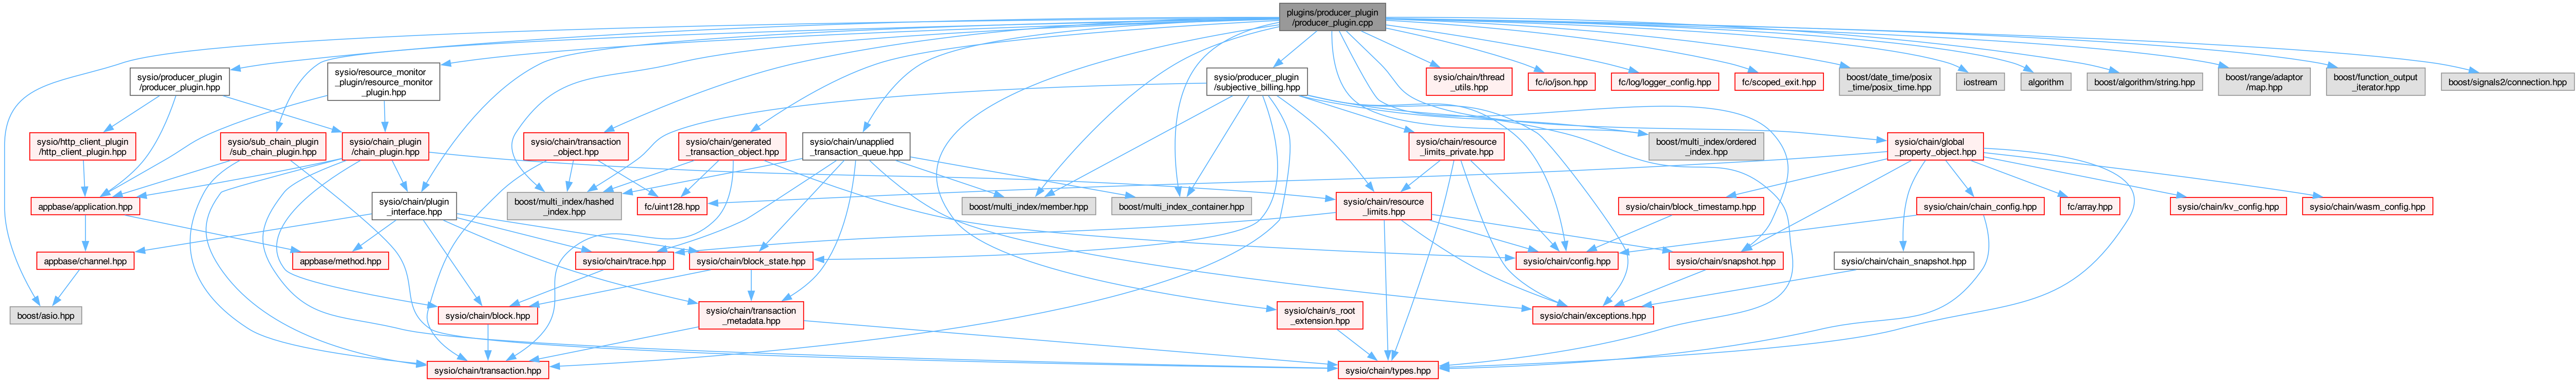 plugins/producer_plugin
/producer_plugin.cpp
sysio/producer_plugin
/producer_plugin.hpp
sysio/resource_monitor
_plugin/resource_monitor
_plugin.hpp
sysio/producer_plugin
/subjective_billing.hpp
sysio/chain/thread
_utils.hpp
fc/io/json.hpp
fc/log/logger_config.hpp
fc/scoped_exit.hpp
boost/date_time/posix
_time/posix_time.hpp
iostream
algorithm
boost/algorithm/string.hpp
boost/range/adaptor
/map.hpp
boost/function_output
_iterator.hpp
boost/signals2/connection.hpp
sysio/http_client_plugin
/http_client_plugin.hpp
sysio/sub_chain_plugin
/sub_chain_plugin.hpp
sysio/chain_plugin
/chain_plugin.hpp
sysio/chain/transaction
_object.hpp
sysio/chain/generated
_transaction_object.hpp
sysio/chain/unapplied
_transaction_queue.hpp
sysio/chain/resource
_limits_private.hpp
boost/multi_index/ordered
_index.hpp
sysio/chain/global
_property_object.hpp
appbase/application.hpp
sysio/chain/plugin
_interface.hpp
boost/multi_index/hashed
_index.hpp
fc/uint128.hpp
boost/multi_index/member.hpp
boost/multi_index_container.hpp
sysio/chain/resource
_limits.hpp
sysio/chain/block_timestamp.hpp
sysio/chain/chain_config.hpp
fc/array.hpp
sysio/chain/kv_config.hpp
sysio/chain/wasm_config.hpp
appbase/channel.hpp
appbase/method.hpp
sysio/chain/trace.hpp
sysio/chain/block_state.hpp
sysio/chain/config.hpp
sysio/chain/snapshot.hpp
sysio/chain/chain_snapshot.hpp
boost/asio.hpp
sysio/chain/block.hpp
sysio/chain/transaction
_metadata.hpp
sysio/chain/s_root
_extension.hpp
sysio/chain/exceptions.hpp
sysio/chain/transaction.hpp
sysio/chain/types.hpp